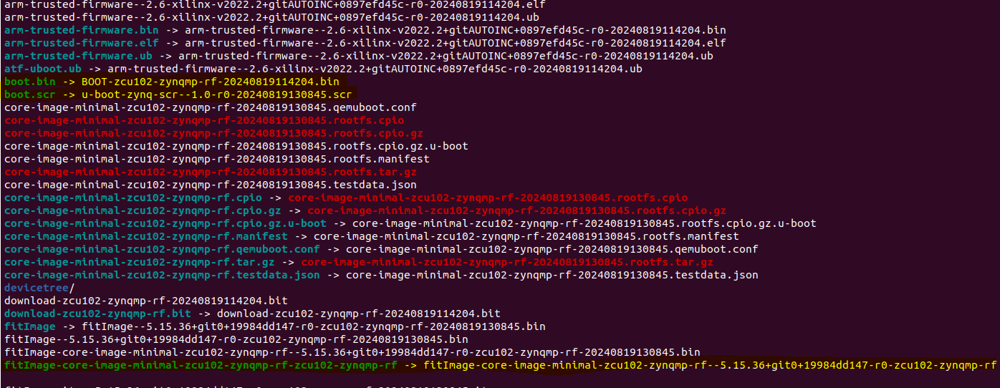 arm-trusted-firmware--2.6-xilinx-v2022.2+gitAUTOINC+0897efd45c-r0-20240819114204.elf
arm-trusted-firmware--2.6-xilinx-v2022.2+gitAUTOINC+0897efd45c-r0-20240819114204.ub
arm-trusted-firmware.bin -> arm-trusted-firmware--2.6-xilinx-v2022.2+gitAUTOINC+0897efd45c-r0-20240819114204.bin
arm-trusted-firmware.elf -> arm-trusted-firmware--2.6-xilinx-v2022.2+gitAUTOINC+0897efd45c-r0-20240819114204.elf
arm-trusted-firmware.ub -> arm-trusted-firmware--2.6-xilinx-v2022.2+gitAUTOINC+0897efd45c-r0-20240819114204.ub
atf-uboot.ub -> arm-trusted-firmware--2.6-xilinx-v2022.2+gitAUTOINC+0897efd45c-r0-20240819114204.ub
boot.bin -> BOOT-zcu102-zynqmp-rf-20240819114204.bin
boot.scr -> u-boot-zynq-scr--1.0-r0-20240819130845.scr
core-image-minimal-zcu102-zynqmp-rf-20240819130845.qemuboot.conf
core-image-minimal-zcu102-zynqmp-rf-20240819130845.rootfs.cpio
core-image-minimal-zcu102-zynqmp-rf-20240819130845.rootfs.cpio.gz
core-image-minimal-zcu102-zynqmp-rf-20240819130845.rootfs.cpio.gz.u-boot
core-image-minimal-zcu102-zynqmp-rf-20240819130845.rootfs.manifest
core-image-minimal-zcu102-zynqmp-rf-20240819130845.rootfs.tar.gz
core-image-minimal-zcu102-zynqmp-rf-20240819130845.testdata.json
core-image-minimal-zcu102-zynqmp-rf.cpio -> core-image-minimal-zcu102-zynqmp-rf-20240819130845.rootfs.cpio
core-image-minimal-zcu102-zynqmp-rf.cpio.gz -> core-image-minimal-zcu102-zynqmp-rf-20240819130845.rootfs.cpio.gz
core-image-minimal-zcu102-zynqmp-rf.cpio.gz.u-boot -> core-image-minimal-zcu102-zynqmp-rf-20240819130845.rootfs.cpio.gz.u-boot
core-image-minimal-zcu102-zynqmp-rf.manifest -> core-image-minimal-zcu102-zynqmp-rf-20240819130845.rootfs.manifest
core-image-minimal-zcu102-zynqmp-rf.qemuboot.conf -> core-image-minimal-zcu102-zynqmp-rf-20240819130845.qemuboot.conf
core-image-minimal-zcu102-zynqmp-rf.tar.gz -> core-image-minimal-zcu102-zynqmp-rf-20240819130845.rootfs.tar.gz
core-image-minimal-zcu102-zynqmp-rf.testdata.json -> core-image-minimal-zcu102-zynqmp-rf-20240819130845.testdata.json
devicetree/
download-zcu102-zynqmp-rf-20240819114204.bit
download-zcu102-zynqmp-rf.bit -> download-zcu102-zynqmp-rf-20240819114204.bit
fitImage -> fitImage--5.15.36+git0+19984dd147-r0-zcu102-zynqmp-rf-20240819130845.bin
fitImage--5.15.36+git0+19984dd147-r0-zcu102-zynqmp-rf-20240819130845.bin
fitImage-core-image-minimal-zcu102-zynqmp-rf--5.15.36+git0+19984dd147-r0-zcu102-zynqmp-rf-20240819130845.bin
fitImage-core-image-minimal-zcu102-zynqmp-rf-zcu102-zynqmp-rf -> fitImage-core-image-minimal-zcu102-zynqmp-rf--5.15.36+git0+19984dd147-r0-zcu102-zynqmp-rf